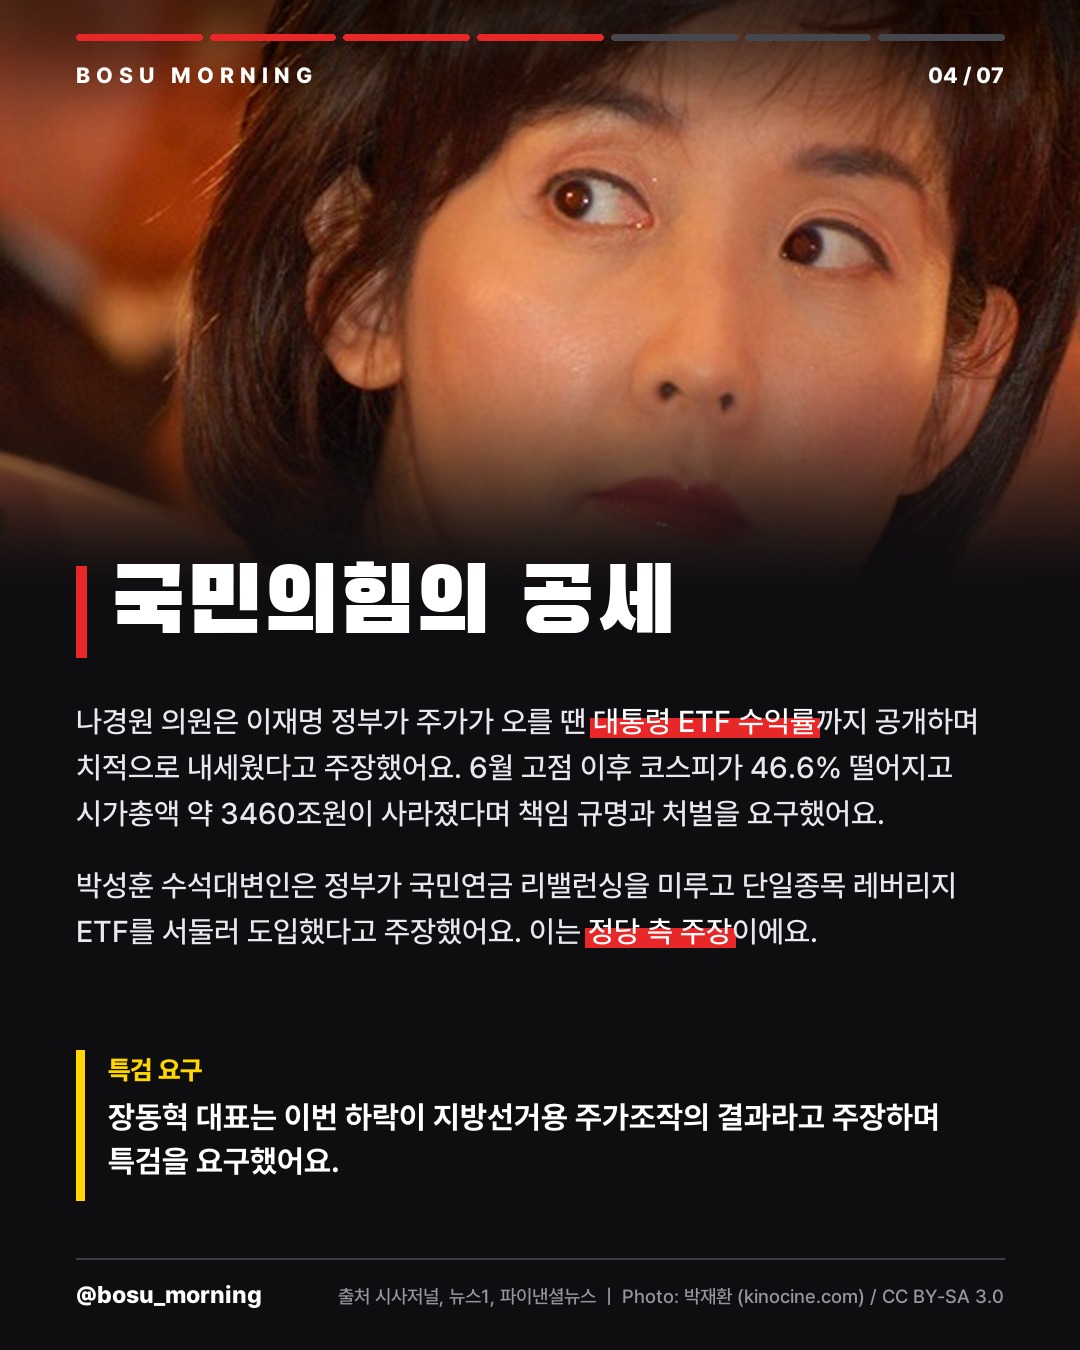 BOSU MORNING
04 / 07
국민의힘의 공세
나경원 의원은 이재명 정부가 주가가 오를 땐 대통령 ETF 수익률까지 공개하며
치적으로 내세웠다고 주장했어요. 6월 고점 이후 코스피가 46.6% 떨어지고
시가총액 약 3460조원이 사라졌다며 책임 규명과 처벌을 요구했어요.
박성훈 수석대변인은 정부가 국민연금 리밸런싱을 미루고 단일종목 레버리지
ETF를 서둘러 도입했다고 주장했어요. 이는 정당 측 주장이에요.
특검 요구
장동혁 대표는 이번 하락이 지방선거용 주가조작의 결과라고 주장하며
특검을 요구했어요.
@bosu_morning
출처 시사저널, 뉴스1, 파이낸셜뉴스 | Photo: 박재환 (kinocine.com) / CC BY-SA 3.0